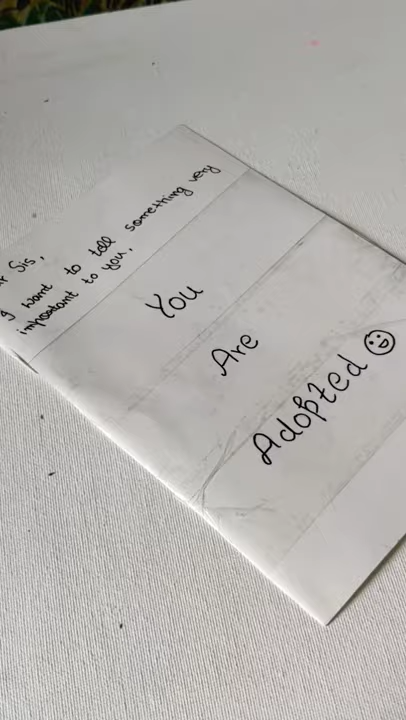 Sis,
I want to tell something very
important to you,
You
Are
Adopted